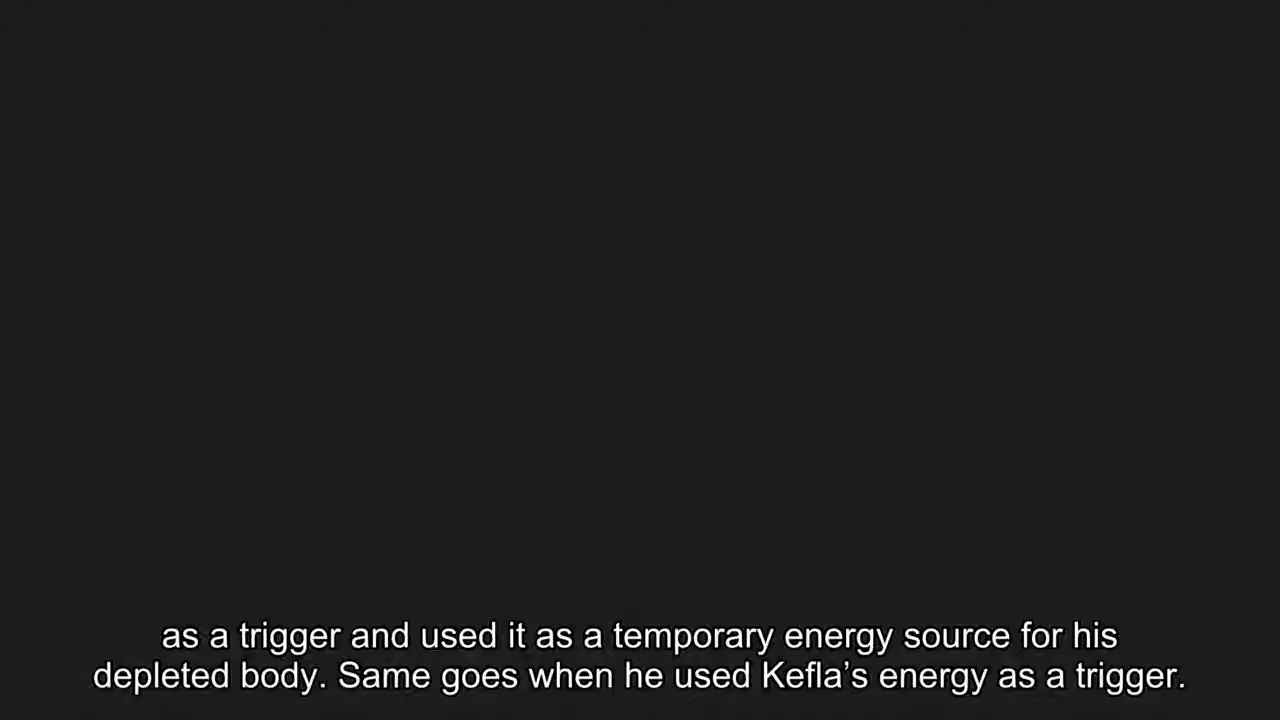 as a trigger and used it as a temporary energy source for his
depleted body. Same goes when he used Kefla’s energy as a trigger.